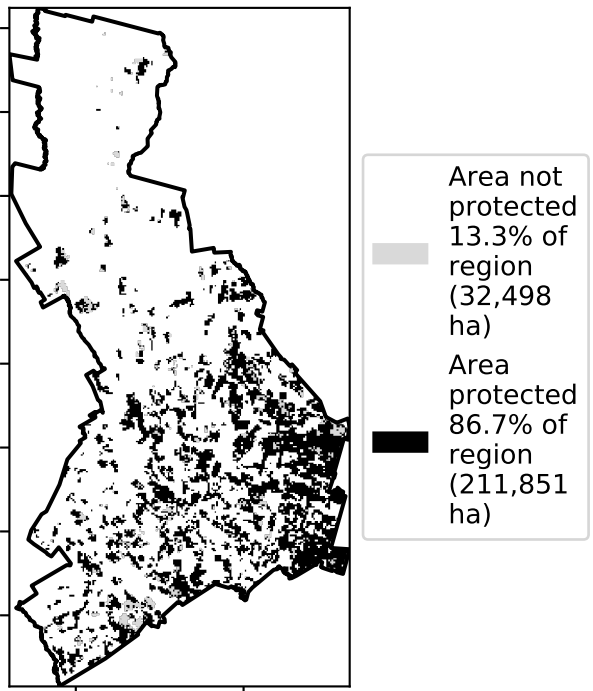 Area not
protected
13.3% of
region
(32,498
ha)
Area
protected
86.7% of
region
(211,851
ha)